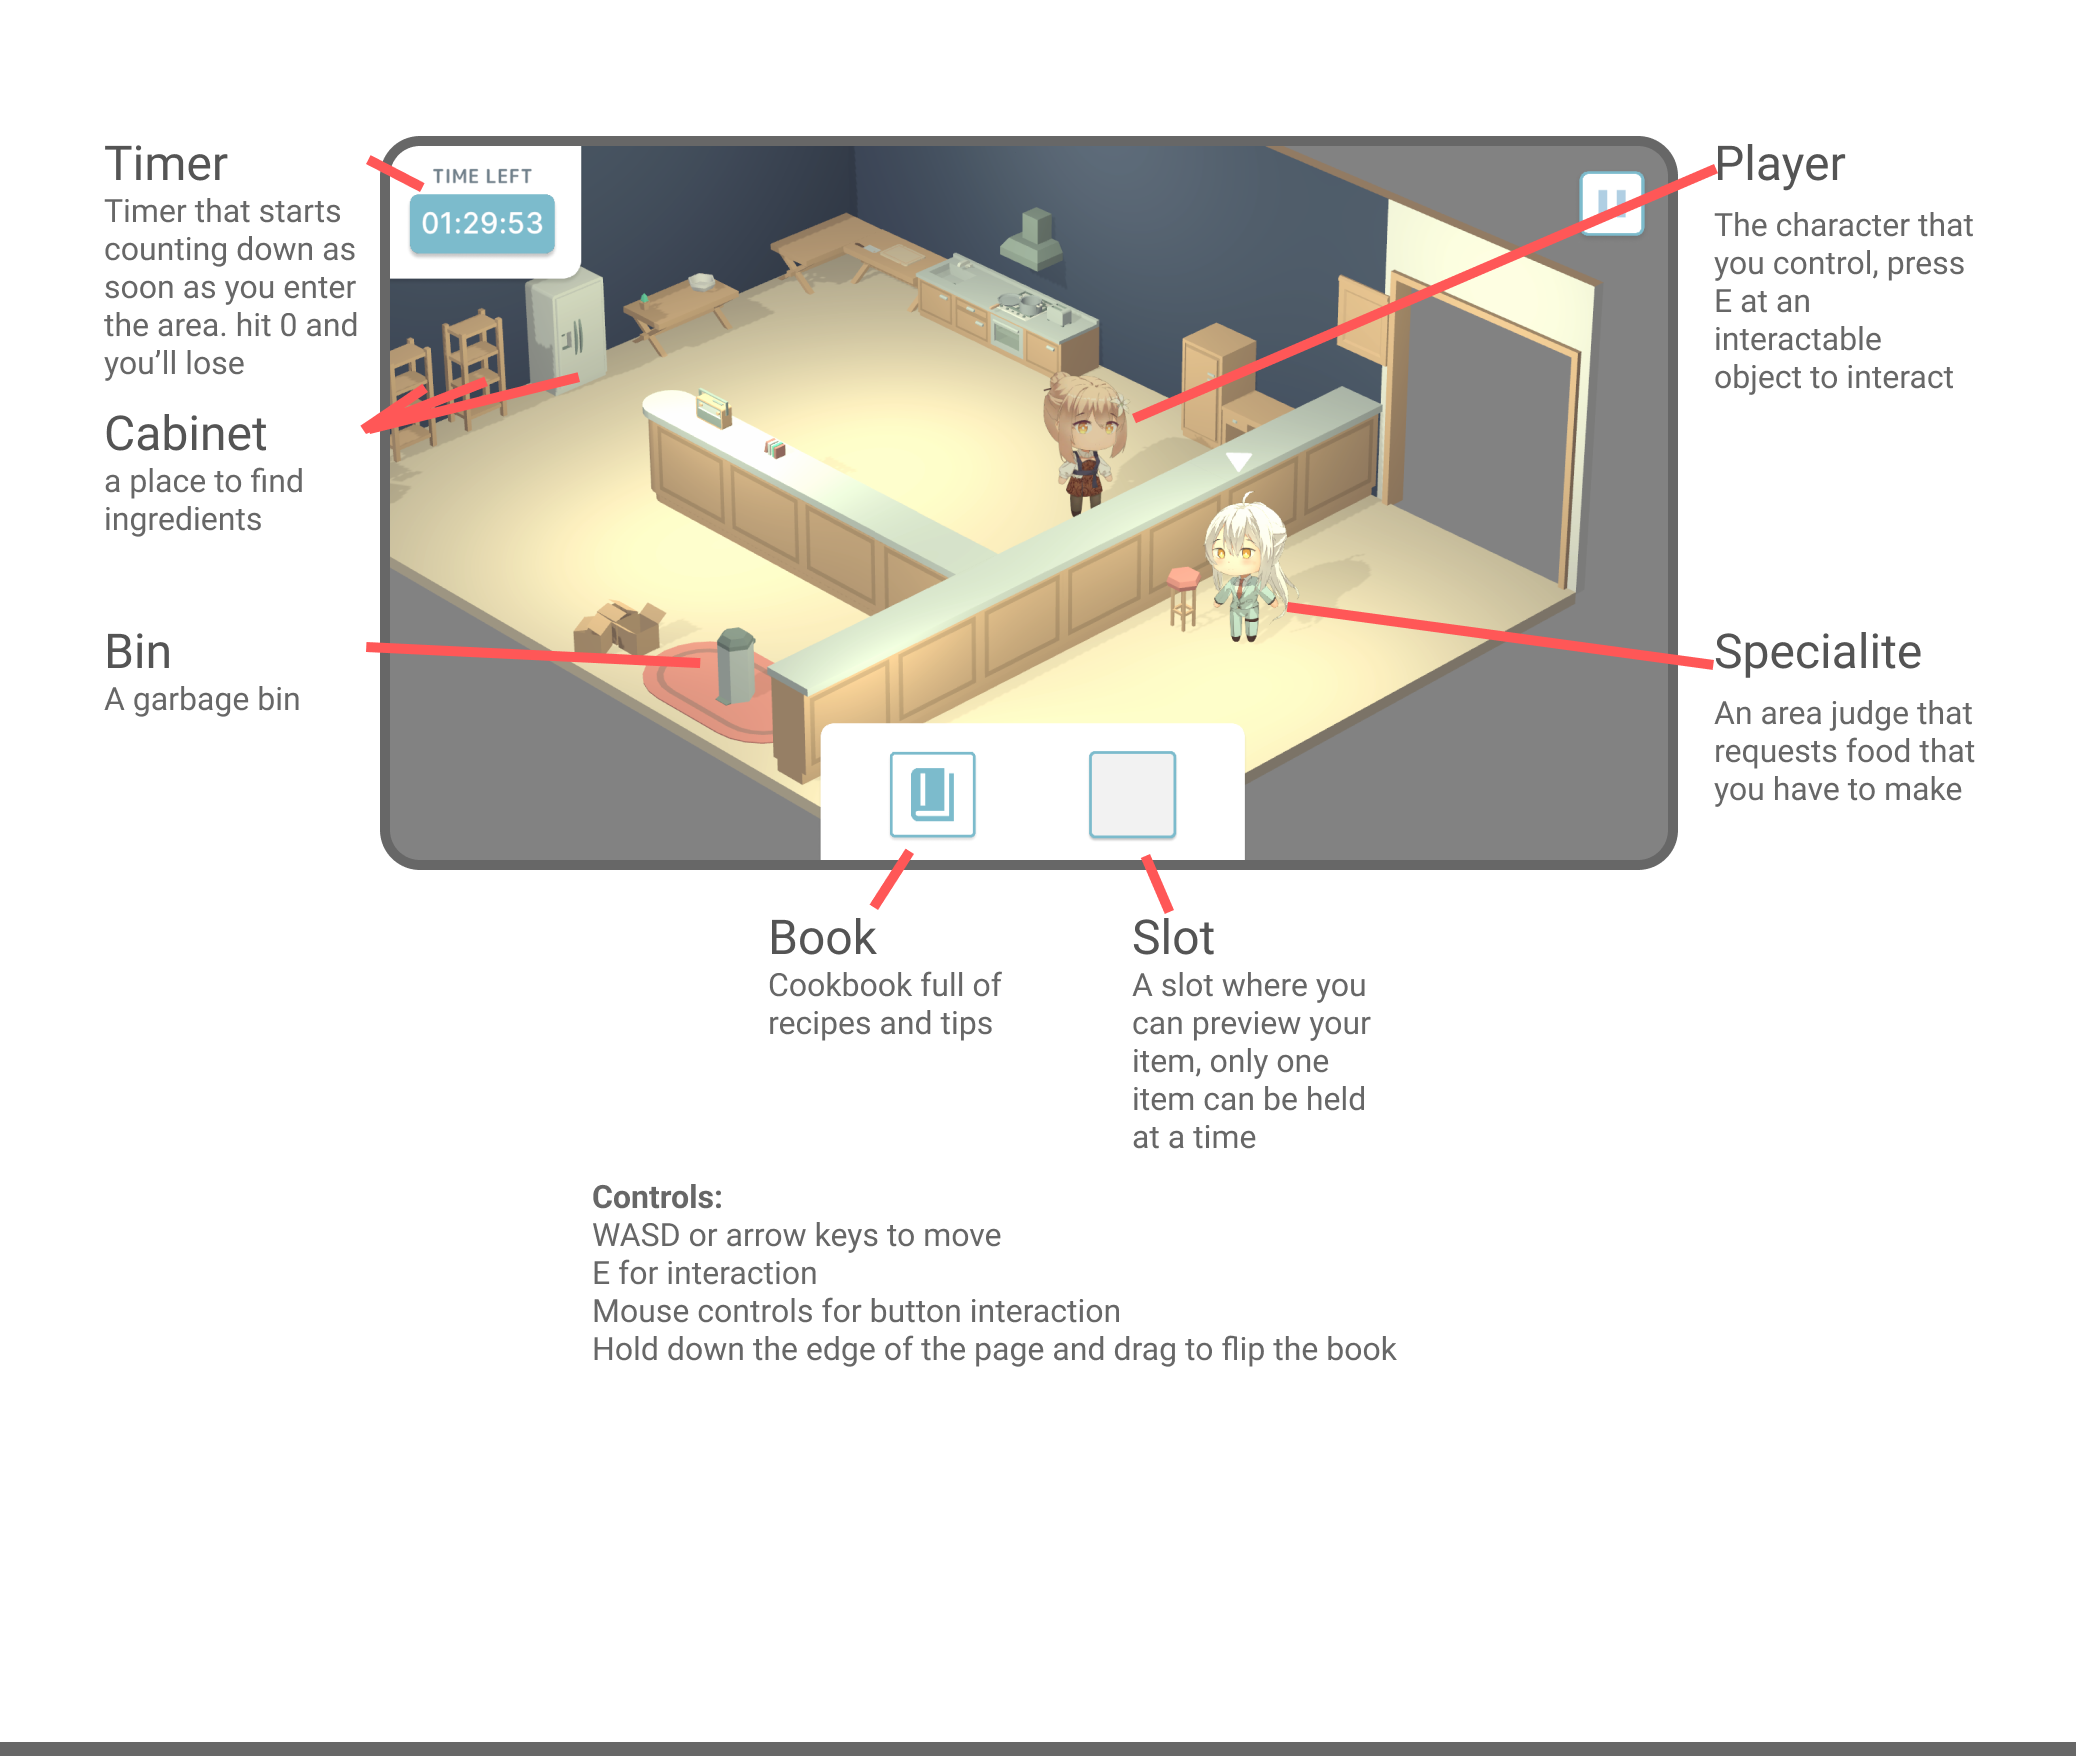 Timer
Timer that starts
counting down as
soon as you enter
the area. hit 0 and
you'll lose
Cabinet
a place to find
ingredients
Bin
A garbage bin
TIME LEFT
01:29:53
Player
The character that
you control, press
E at an
interactable
object to interact
Specialite
An area judge that
requests food that
you have to make
Book
Cookbook full of
recipes and tips
Slot
A slot where you
can preview your
item, only one
item can be held
at a time
Controls:
WASD or arrow keys to move
E for interaction
Mouse controls for button interaction
Hold down the edge of the page and drag to flip the book